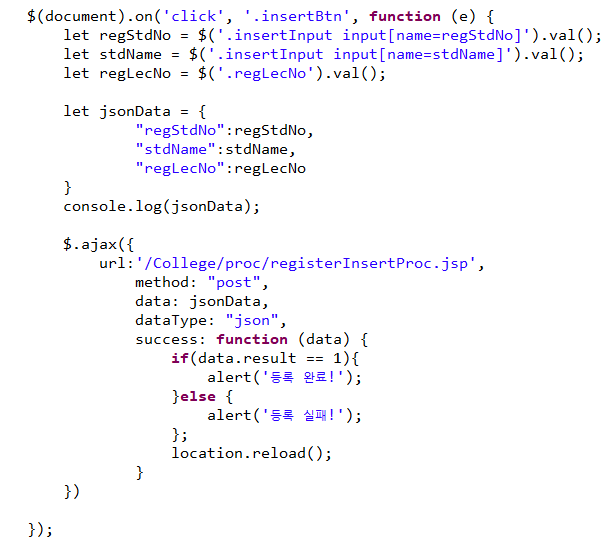 $(document).on('click', '.insertBtn', function (e) {
    let regStdNo = $('.insertInput input[name=regStdNo]').val();
    let stdName = $('.insertInput input[name=stdName]').val();
    let regLecNo = $('.regLecNo').val();

    let jsonData = {
            "regStdNo":regStdNo,
            "stdName":stdName,
            "regLecNo":regLecNo
    }
    console.log(jsonData);

    $.ajax({
        url:'/College/proc/registerInsertProc.jsp',
            method: "post",
            data: jsonData,
            dataType: "json",
            success: function (data) {
                if(data.result == 1){
                    alert('등록 완료!');
                }else {
                    alert('등록 실패!');
                };
                location.reload();
            }
    })

});